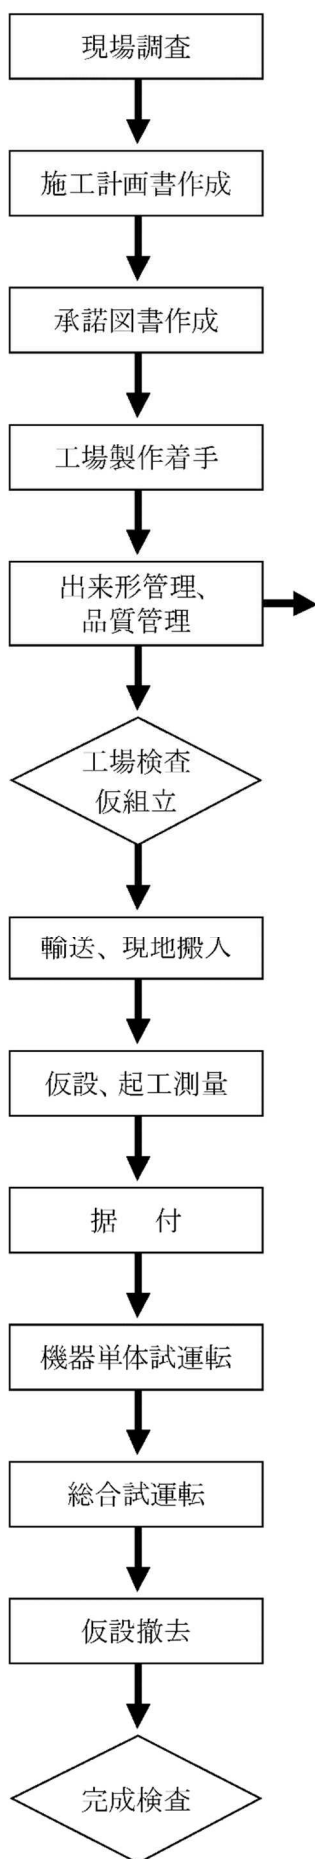 現場調査
施工計画書作成
承諾図書作成
工場製作着手
出来形管理、
品質管理
工場検査
仮組立
輸送、現地搬入
仮設、起工測量
据　付
機器単体試運転
総合試運転
仮設撤去
完成検査